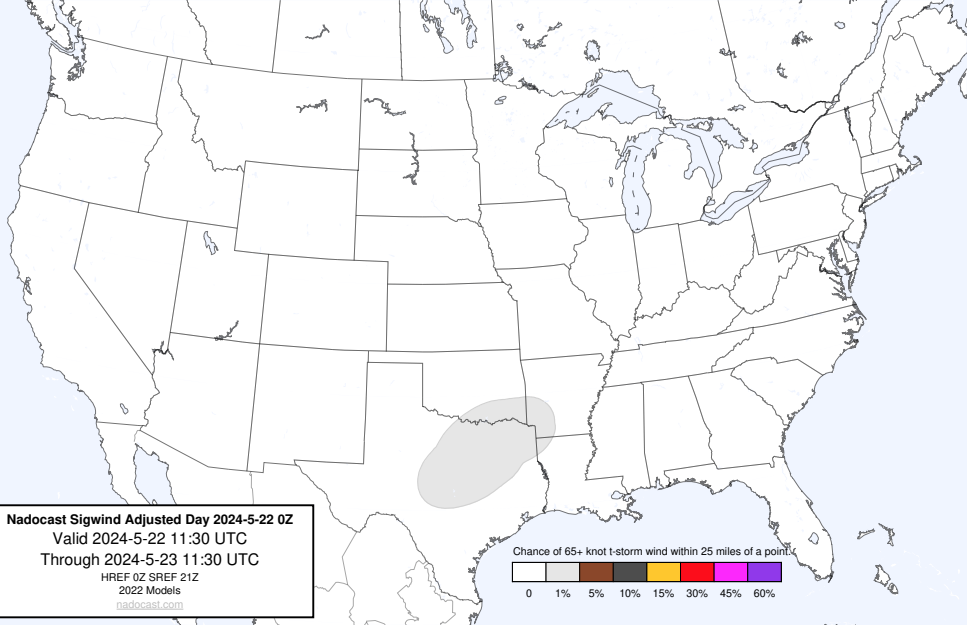 Nadocast Sigwind Adjusted Day 2024-5-22 0Z
Valid 2024-5-22 11:30 UTC
Through 2024-5-23 11:30 UTC
HREF 0Z SREF 21Z
2022 Models
nadocast.com
Chance of 65+ knot t-storm wind within 25 miles of a point.
0 1% 5% 10% 15% 30% 45% 60%